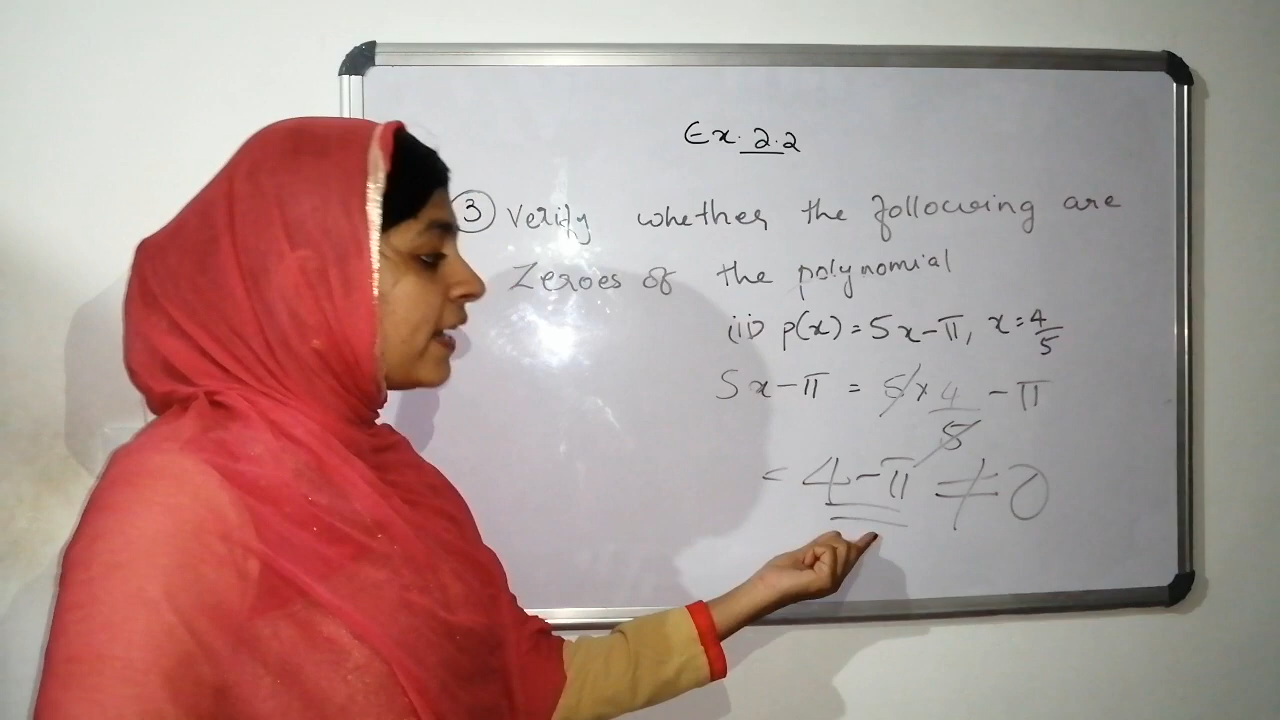 Ex. 2.2
③ Verify whether the following are
Zeroes of the polynomial
(ii) p(x) = 5x-π, x = 4/5
5x-π = 5 × 4/5 - π
= 4-π ≠ 0